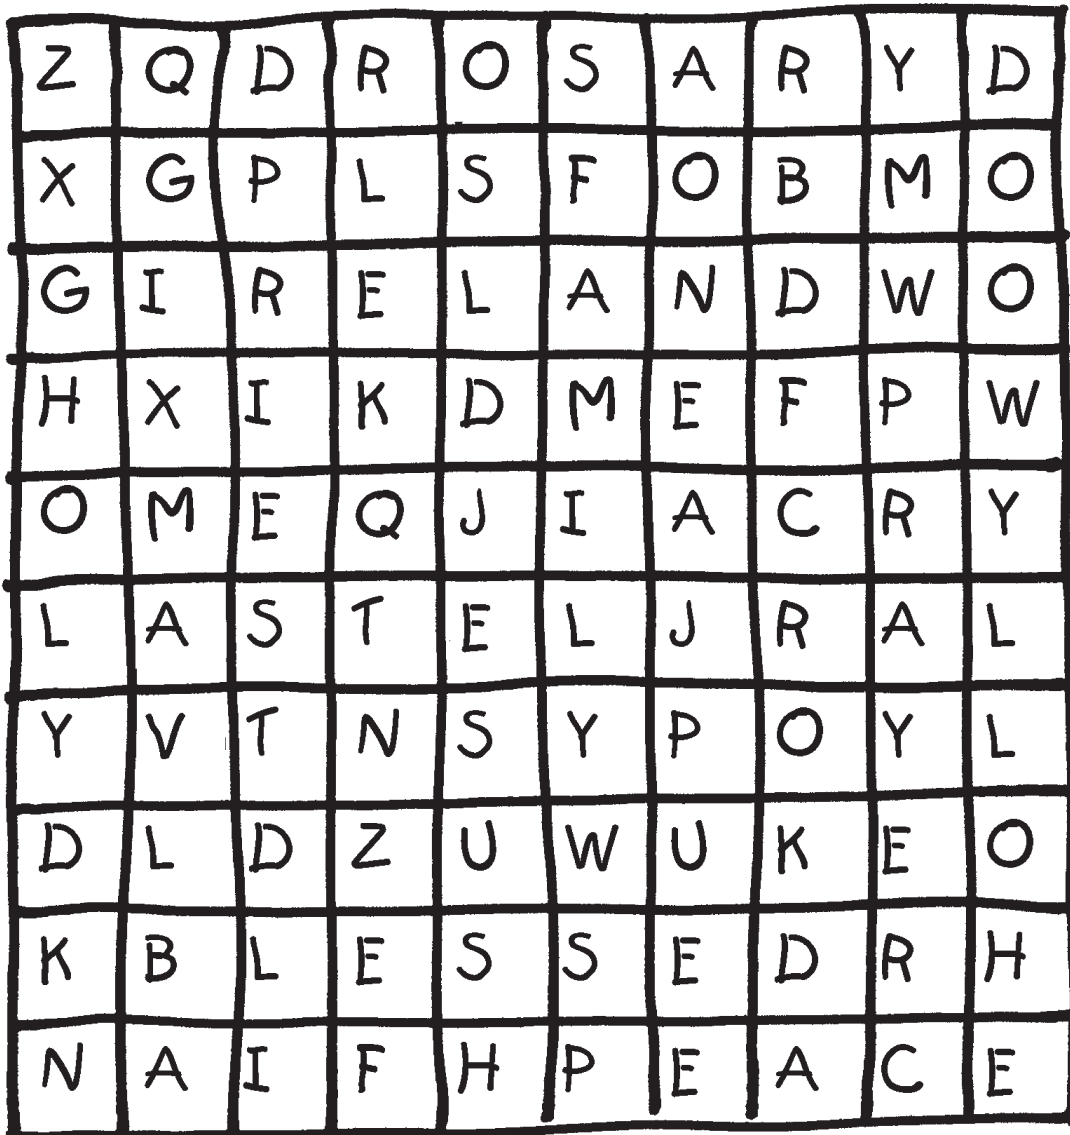 Z Q D R O S A R Y D
X G P L S F O B M O
G I R E L A N D W O
H X I K D M E F P W
O M E Q J I A C R Y
L A S T E L J R A L
Y V T N S Y P O Y L
D L D Z U W U K E O
K B L E S S E D R H
N A I F H P E A C E